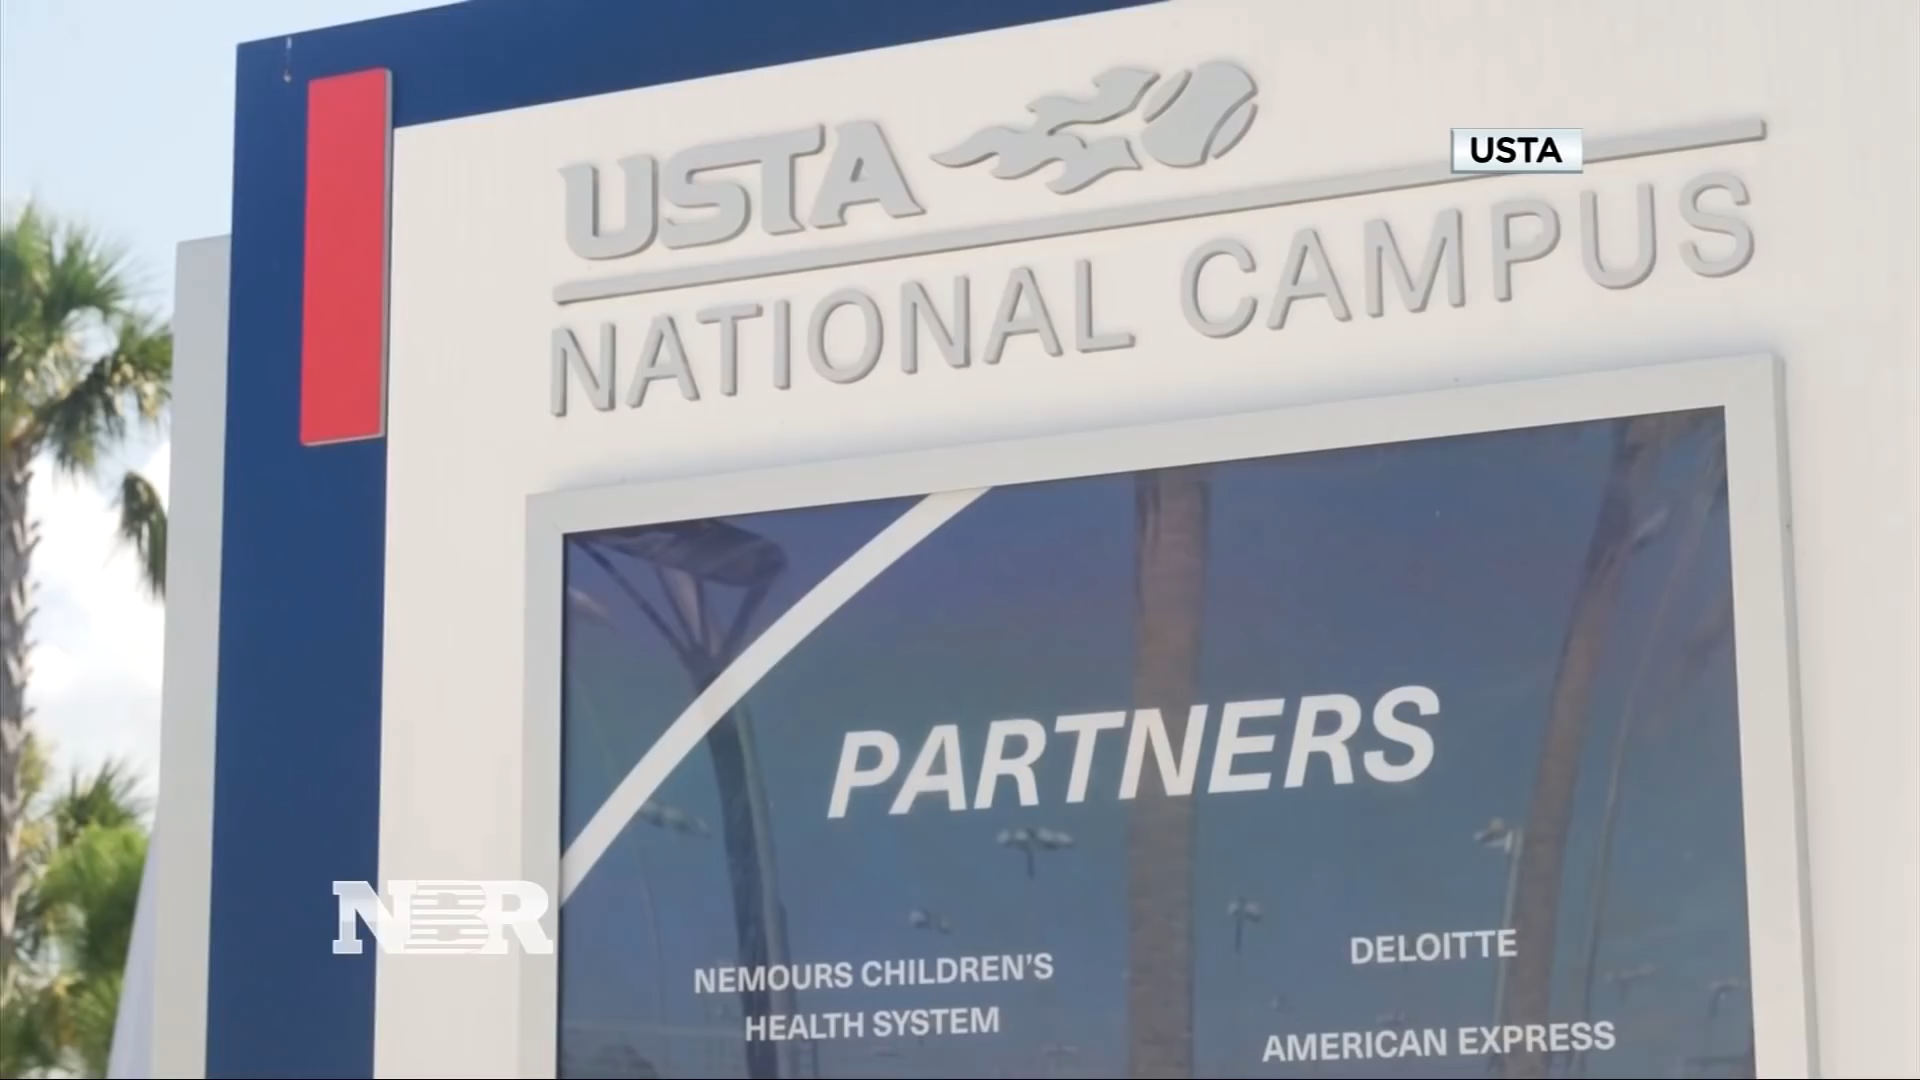 USTA
USTA
NATIONAL CAMPUS
PARTNERS
NEMOURS CHILDREN'S
HEALTH SYSTEM
DELOITTE
AMERICAN EXPRESS
NBR